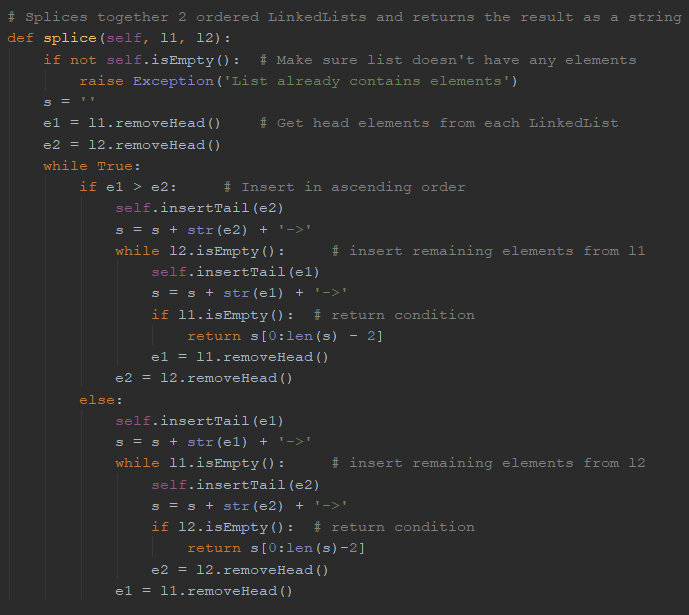 # Splices together 2 ordered LinkedLists and returns the result as a string
def splice(self, l1, l2):
    if not self.isEmpty():  # Make sure list doesn't have any elements
        raise Exception('List already contains elements')
    s = ''
    e1 = l1.removeHead()    # Get head elements from each LinkedList
    e2 = l2.removeHead()
    while True:
        if e1 > e2:     # Insert in ascending order
            self.insertTail(e2)
            s = s + str(e2) + '->'
            while l2.isEmpty():     # insert remaining elements from l1
                self.insertTail(e1)
                s = s + str(e1) + '->'
                if l1.isEmpty():  # return condition
                    return s[0:len(s) - 2]
                e1 = l1.removeHead()
            e2 = l2.removeHead()
        else:
            self.insertTail(e1)
            s = s + str(e1) + '->'
            while l1.isEmpty():     # insert remaining elements from l2
                self.insertTail(e2)
                s = s + str(e2) + '->'
                if l2.isEmpty():  # return condition
                    return s[0:len(s)-2]
                e2 = l2.removeHead()
            e1 = l1.removeHead()